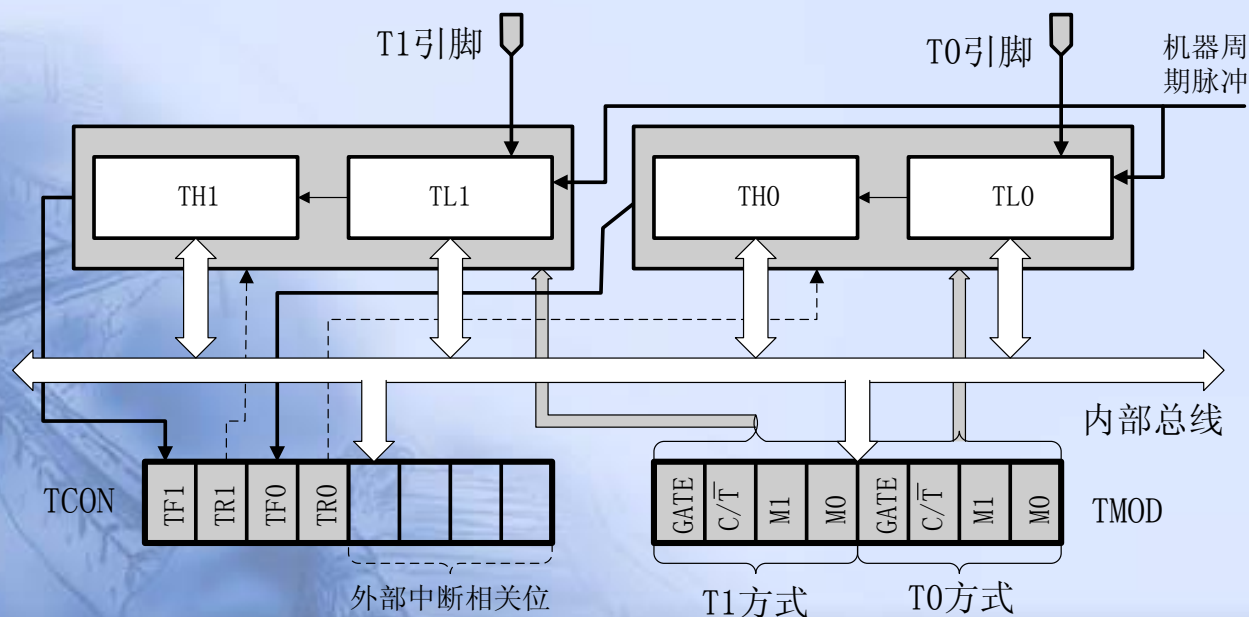 T1引脚
T0引脚
机器周
期脉冲
TH1
TL1
TH0
TL0
内部总线
TCON
TF1
TR1
TF0
TR0
GATE
C/T̅
M1
M0
GATE
C/T̅
M1
M0
TMOD
外部中断相关位
T1方式
T0方式